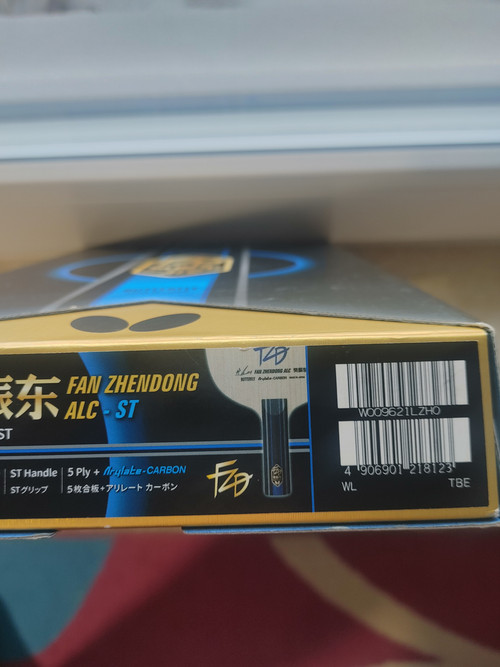 振东 FAN ZHENDONG
ALC - ST
ST
ST Handle
STグリップ
5 Ply + Arylate-CARBON
5枚合板+アリレート カーボン
FZD
FZD
FAN ZHENDONG ALC
W009621LZHO
4 906901 218123
WL
TBE